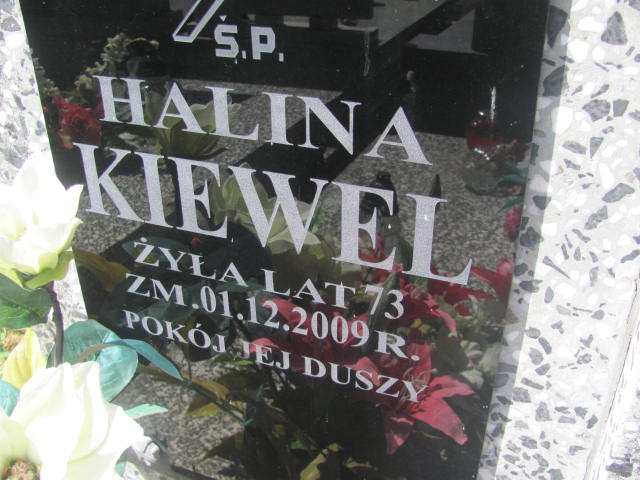 Ś.P.
HALINA
KIEWEL
ŻYŁA LAT 73
ZM.01.12.2009 R.
POKÓJ JEJ DUSZY